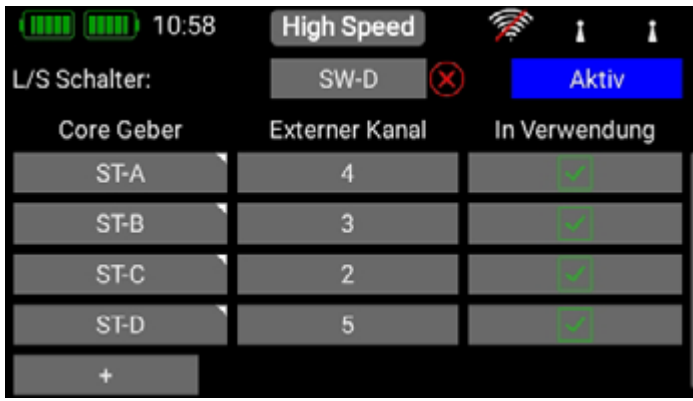 10:58 High Speed
L/S Schalter: SW-D Aktiv
Core Geber Externer Kanal In Verwendung
ST-A 4
ST-B 3
ST-C 2
ST-D 5
+